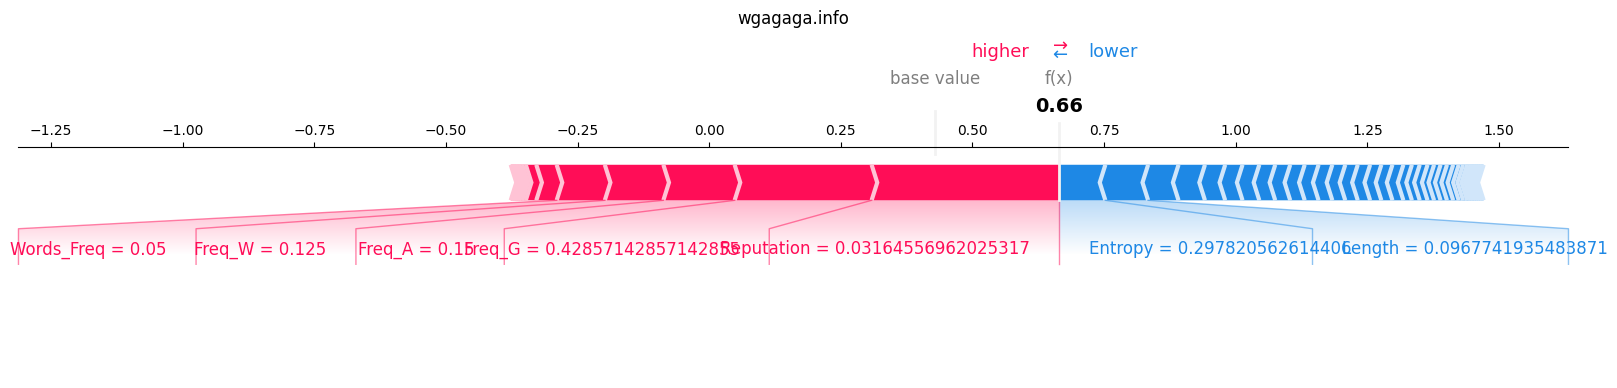 wgagaga.info
higher → ← lower
base value f(x)
0.66
−1.25 −1.00 −0.75 −0.50 −0.25 0.00 0.25 0.50 0.75 1.00 1.25 1.50
Words_Freq = 0.05 Freq_W = 0.125 Freq_A = 0.15 Freq_G = 0.42857142857142855 Reputation = 0.03164556962025317 Entropy = 0.297820562614406 Length = 0.0967741935483871